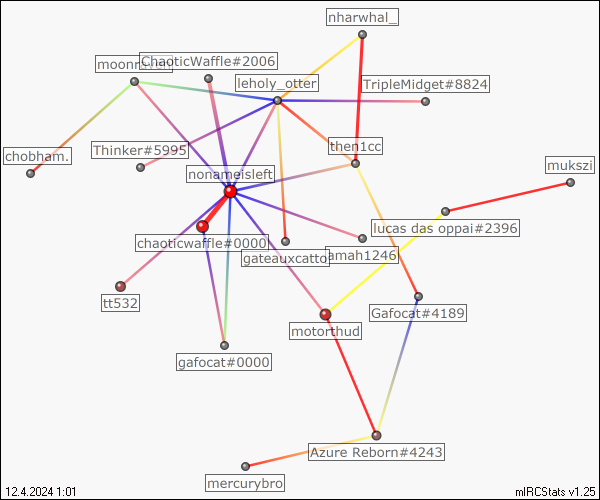 nharwhal_
ChaoticWaffle#2006
leholy_otter
TripleMidget#8824
then1cc
Thinker#5995
chobham.
mukszi
nonameisleft
lucas das oppai#2396
chaoticwaffle#0000
gateauxcatto
amah1246
tt532
Gafocat#4189
motorthud
gafocat#0000
Azure Reborn#4243
mercurybro
12.4.2024 1:01
mIRCStats v1.25